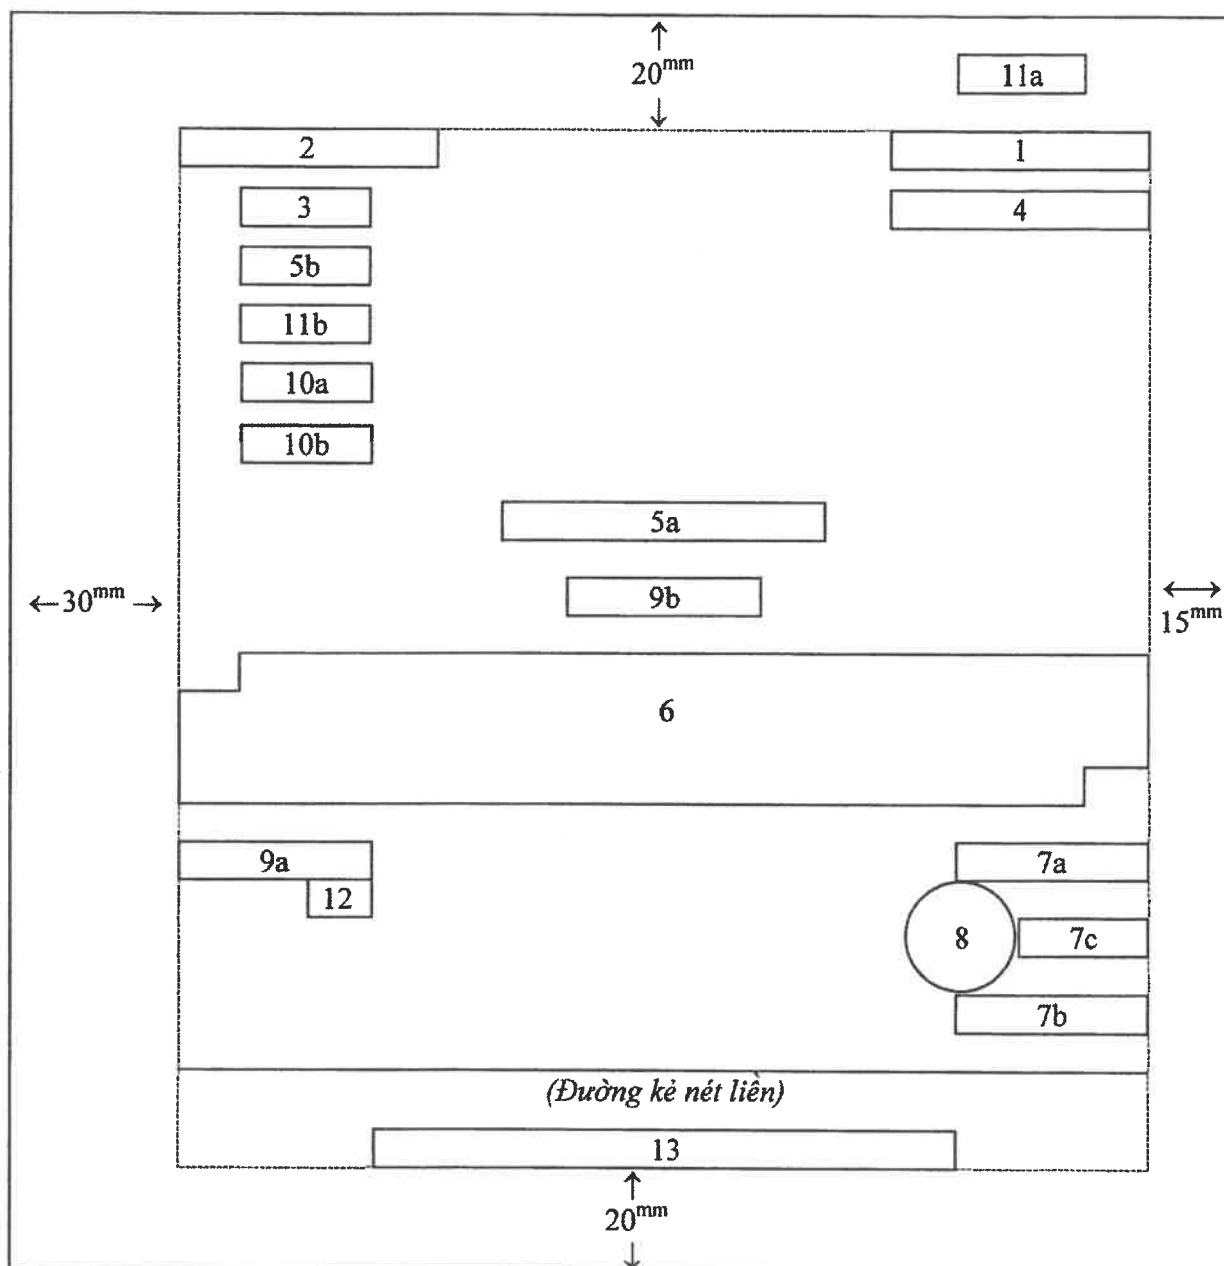 20mm
11a
2
1
3
4
5b
11b
10a
10b
5a
←30mm→
9b
15mm
6
9a
7a
12
8
7c
7b
(Đường kẻ nét liền)
13
20mm